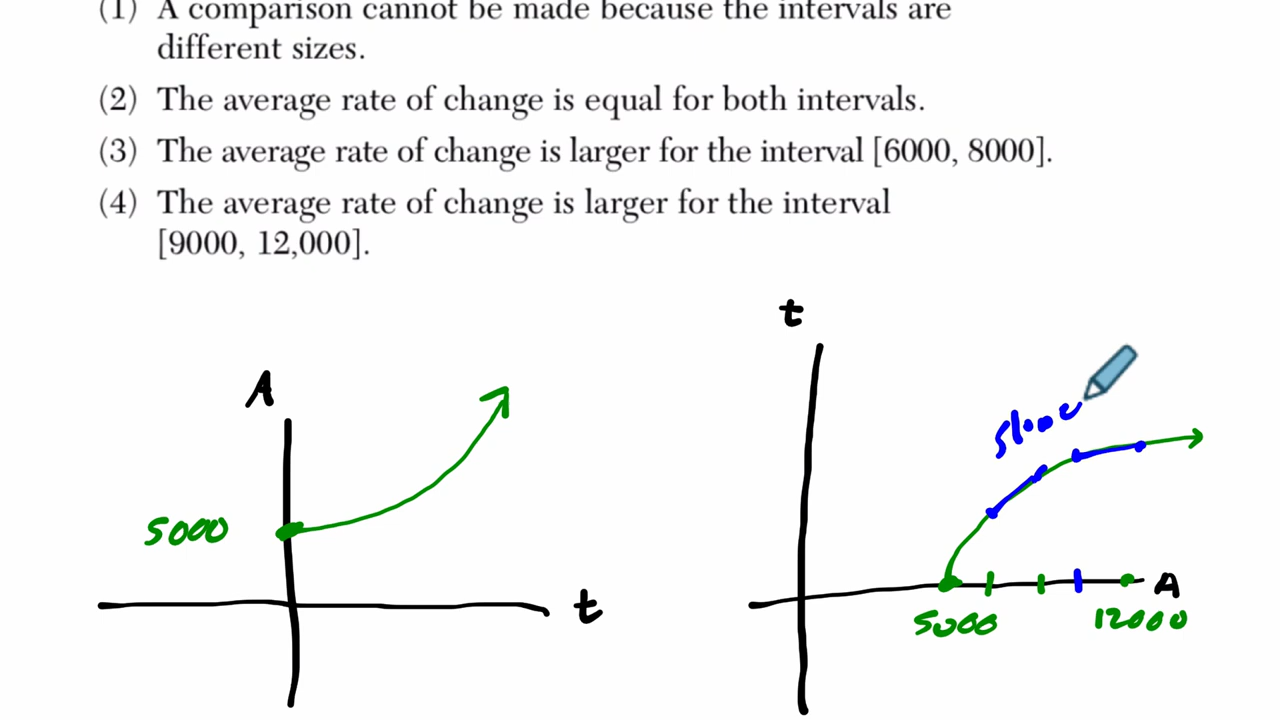 (1) A comparison cannot be made because the intervals are
different sizes.
(2) The average rate of change is equal for both intervals.
(3) The average rate of change is larger for the interval [6000, 8000].
(4) The average rate of change is larger for the interval
[9000, 12,000].
t
A
slope
5000
t
A
5000
12000